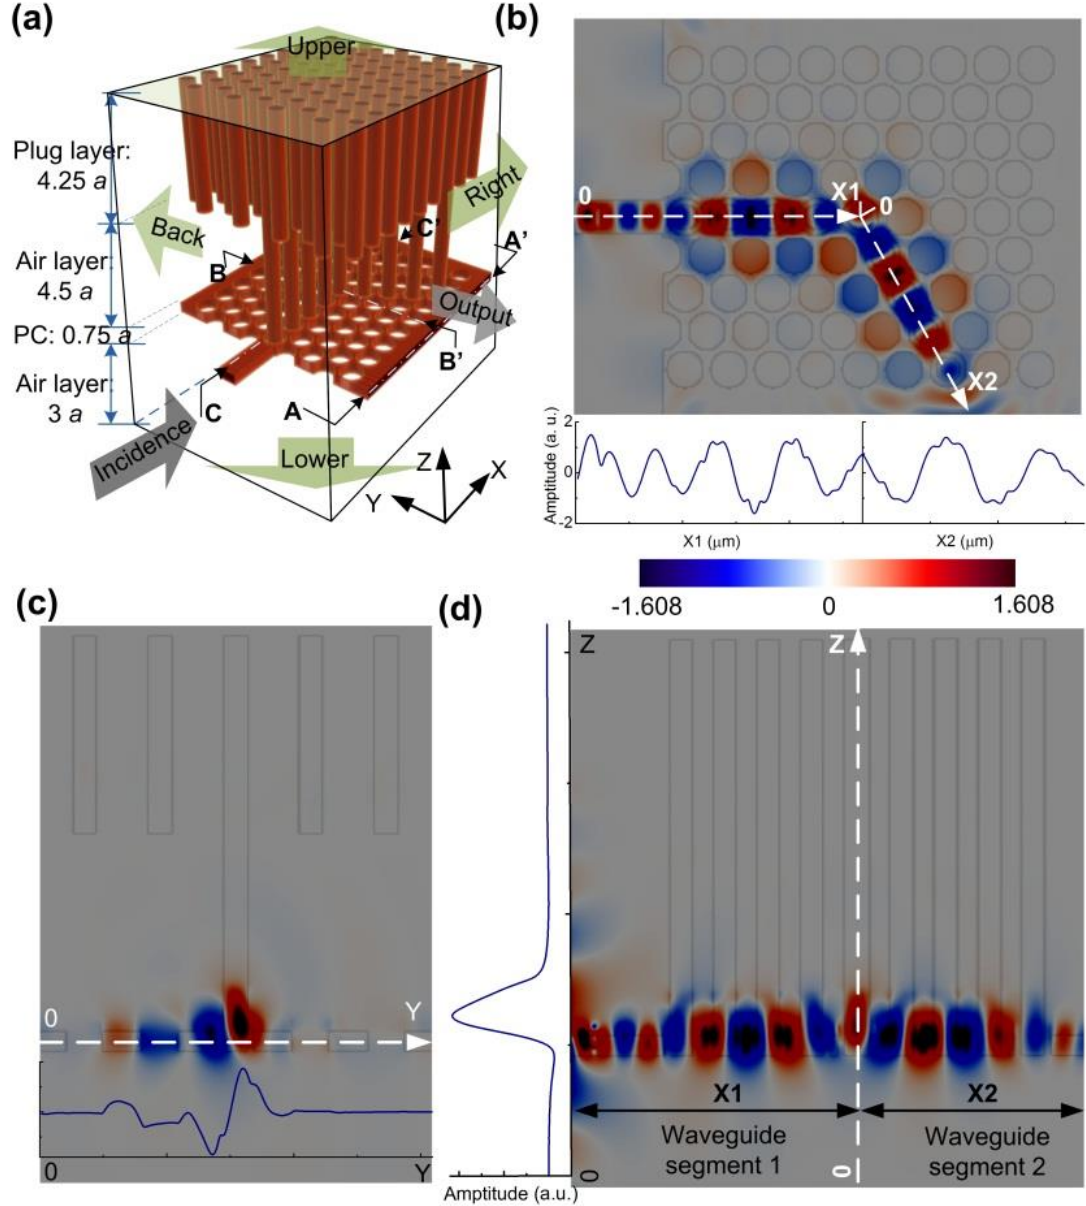 (a)
Upper
Plug layer:
4.25 a
Right
Back
C'
A'
B
Air layer:
4.5 a
Output
PC: 0.75 a
B'
Air layer:
3 a
C
A
Incidence
Lower
Z
X
Y
(b)
0
X1
0
X2
Amptitude (a. u.)
2
0
-2
X1 (μm)
X2 (μm)
-1.608
0
1.608
(c)
0
Y
0
Y
(d)
Z
Z
X1
X2
Waveguide
segment 1
Waveguide
segment 2
0
0
Amptitude (a.u.)